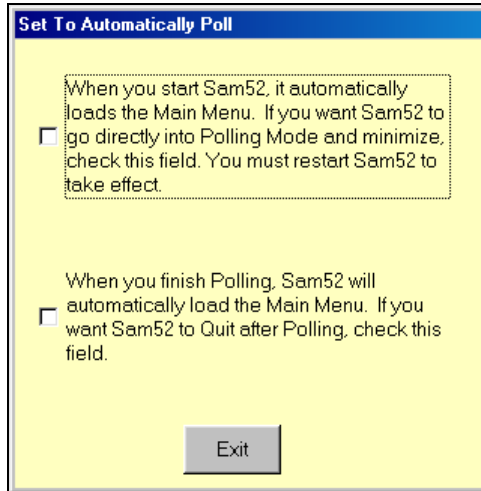 Set To Automatically Poll
When you start Sam52, it automatically
loads the Main Menu. If you want Sam52 to
go directly into Polling Mode and minimize,
check this field. You must restart Sam52 to
take effect.
When you finish Polling, Sam52 will
automatically load the Main Menu. If you
want Sam52 to Quit after Polling, check this
field.
Exit